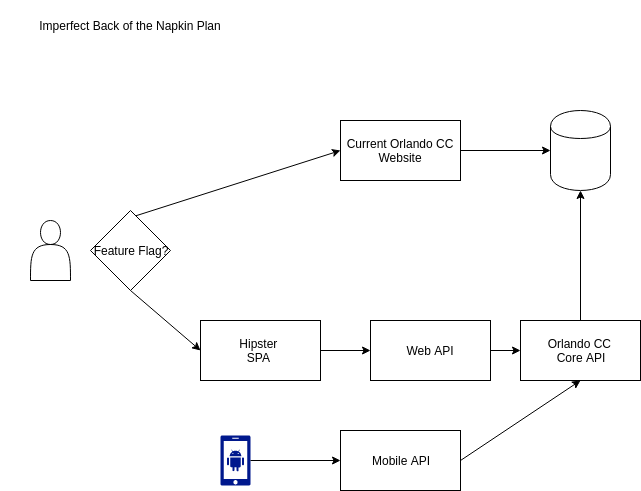 Imperfect Back of the Napkin Plan
Current Orlando CC
Website
Feature Flag?
Hipster
SPA
Web API
Orlando CC
Core API
Mobile API